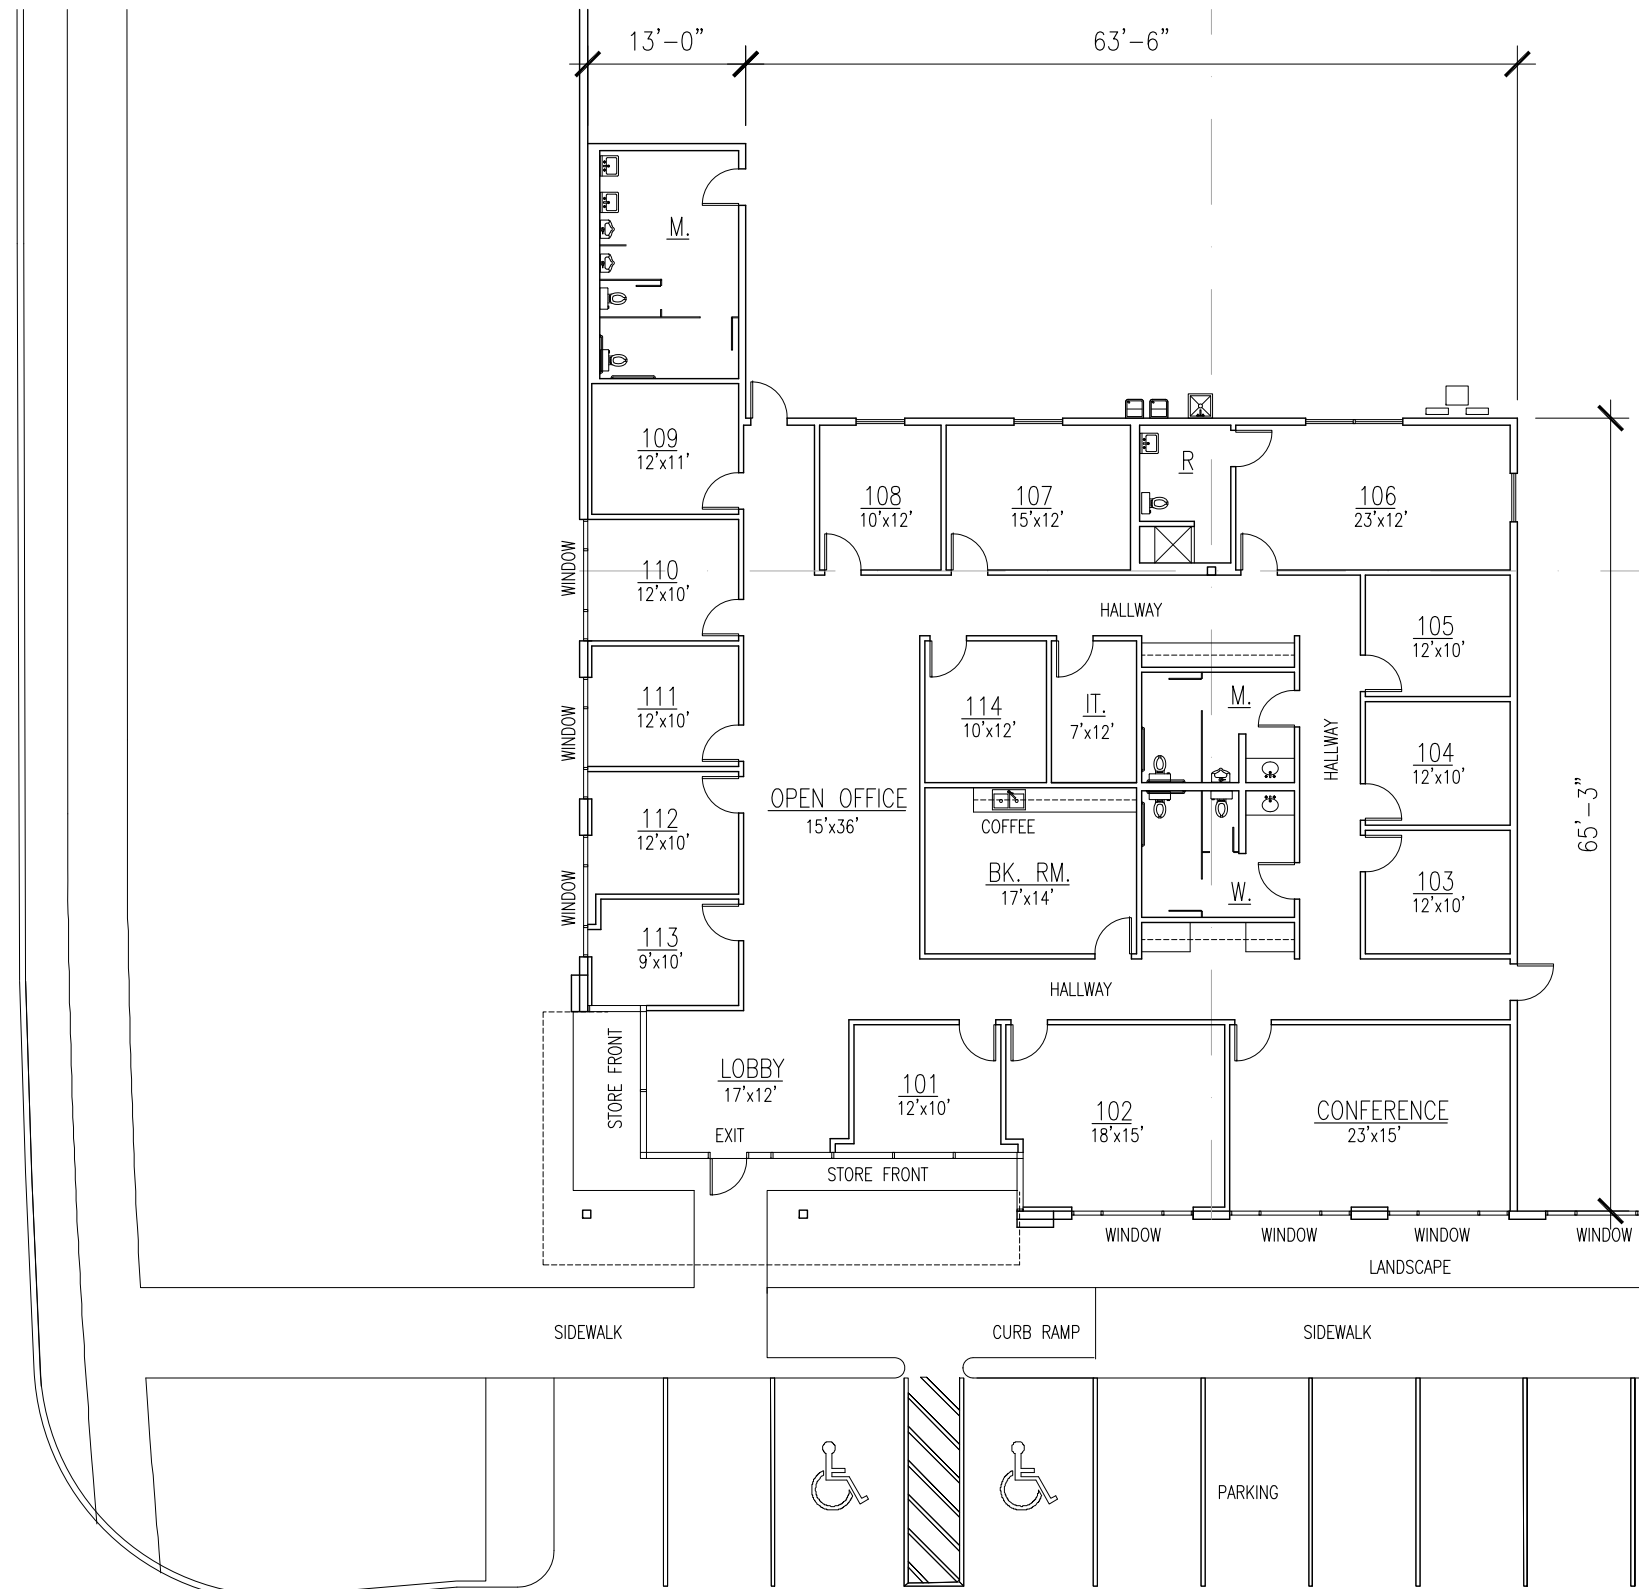 13'-0"
63'-6"
M.
109
12'x11'
108
10'x12'
107
15'x12'
R
106
23'x12'
WINDOW
110
12'x10'
HALLWAY
105
12'x10'
111
12'x10'
WINDOW
114
10'x12'
IT.
7'x12'
M.
HALLWAY
104
12'x10'
65'-3"
OPEN OFFICE
15'x36'
COFFEE
112
12'x10'
WINDOW
BK. RM.
17'x14'
W.
103
12'x10'
113
9'x10'
HALLWAY
STORE FRONT
LOBBY
17'x12'
EXIT
101
12'x10'
102
18'x15'
CONFERENCE
23'x15'
STORE FRONT
WINDOW
WINDOW
WINDOW
WINDOW
LANDSCAPE
SIDEWALK
CURB RAMP
SIDEWALK
PARKING